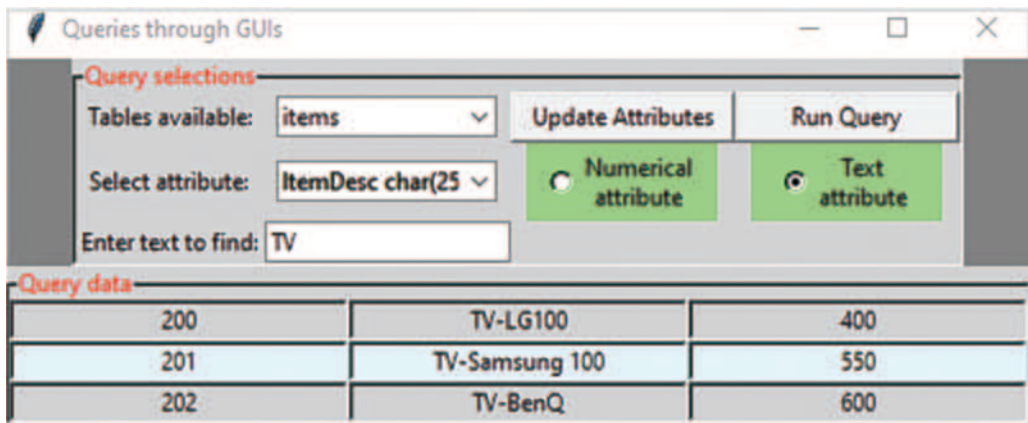 Queries through GUIs
Query selections
Tables available: items Update Attributes Run Query
Select attribute: ItemDesc char(25 Numerical attribute Text attribute
Enter text to find: TV
Query data
200 TV-LG100 400
201 TV-Samsung 100 550
202 TV-BenQ 600